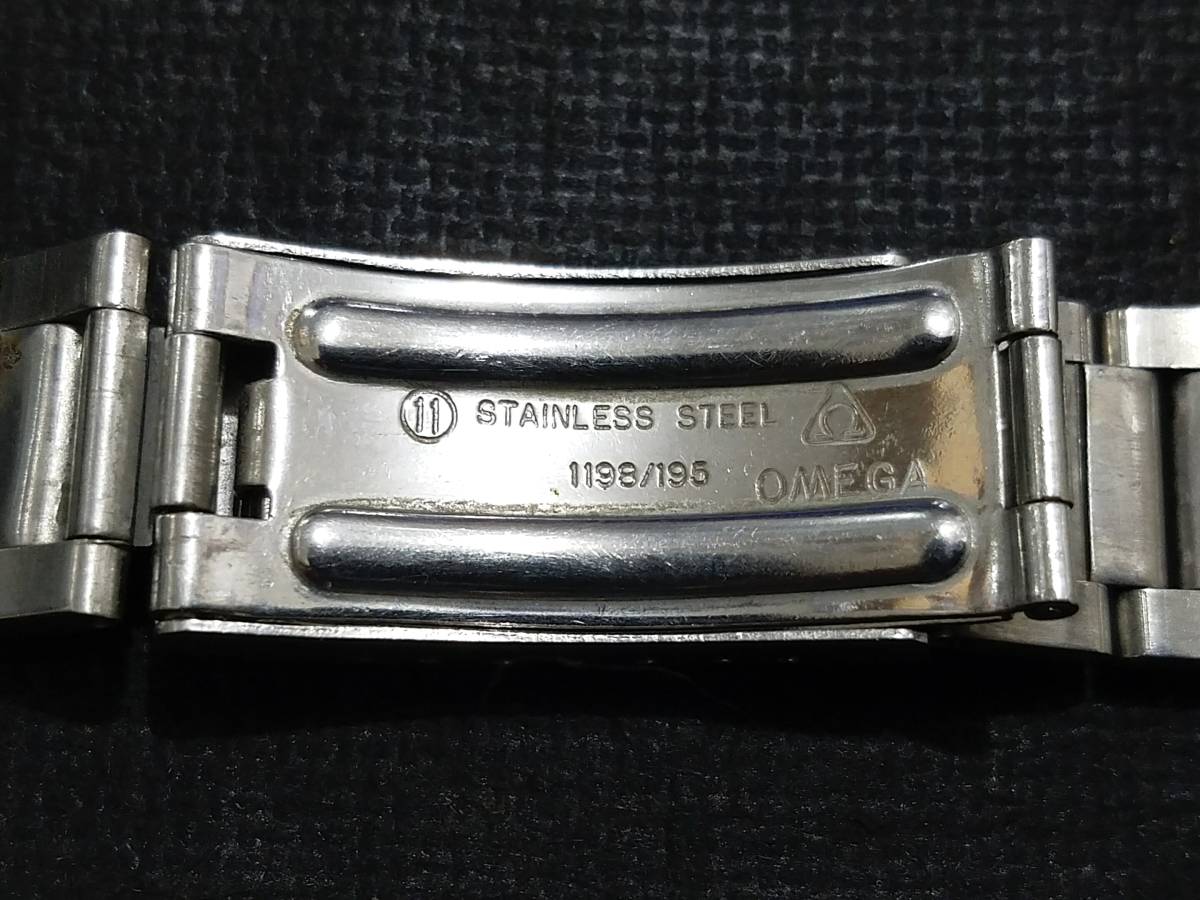 11 STAINLESS STEEL
1198/195 OMEGA